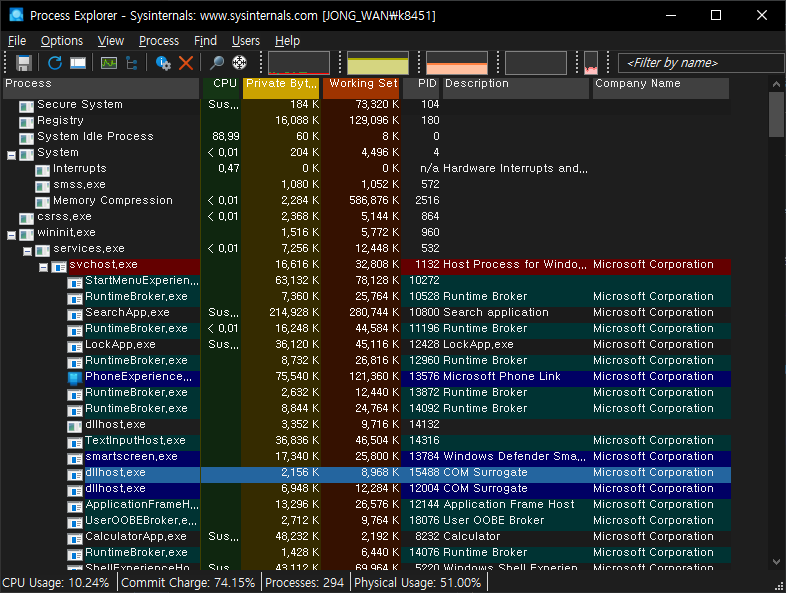 Process Explorer - Sysinternals: www.sysinternals.com [JONG_WAN₩k8451]
File Options View Process Find Users Help
<Filter by name>
Process CPU Private Byt... Working Set PID Description Company Name
Secure System Sus... 184 K 73,320 K 104
Registry 16,088 K 129,096 K 180
System Idle Process 88,99 60 K 8 K 0
System < 0,01 204 K 4,496 K 4
Interrupts 0,47 0 K 0 K n/a Hardware Interrupts and...
smss,exe 1,080 K 1,052 K 572
Memory Compression < 0,01 2,284 K 586,876 K 2516
csrss,exe < 0,01 2,368 K 5,144 K 864
wininit,exe 1,516 K 5,772 K 960
services,exe < 0,01 7,256 K 12,448 K 532
svchost,exe 16,616 K 32,808 K 1132 Host Process for Windo... Microsoft Corporation
StartMenuExperien... 63,132 K 78,128 K 10272
RuntimeBroker,exe 7,360 K 25,764 K 10528 Runtime Broker Microsoft Corporation
SearchApp,exe Sus... 214,928 K 280,744 K 10800 Search application Microsoft Corporation
RuntimeBroker,exe < 0,01 16,248 K 44,584 K 11196 Runtime Broker Microsoft Corporation
LockApp,exe Sus... 36,120 K 45,116 K 12428 LockApp,exe Microsoft Corporation
RuntimeBroker,exe 8,732 K 26,816 K 12960 Runtime Broker Microsoft Corporation
PhoneExperience... 75,540 K 121,360 K 13576 Microsoft Phone Link Microsoft Corporation
RuntimeBroker,exe 2,632 K 12,440 K 13872 Runtime Broker Microsoft Corporation
RuntimeBroker,exe 8,844 K 24,764 K 14092 Runtime Broker Microsoft Corporation
dllhost,exe 3,352 K 9,716 K 14132
TextInputHost,exe 36,836 K 46,504 K 14316 Microsoft Corporation
smartscreen,exe 17,340 K 25,800 K 13784 Windows Defender Sma... Microsoft Corporation
dllhost,exe 2,156 K 8,968 K 15488 COM Surrogate Microsoft Corporation
dllhost,exe 6,948 K 12,284 K 12004 COM Surrogate Microsoft Corporation
ApplicationFrameH... 13,296 K 26,576 K 12144 Application Frame Host Microsoft Corporation
UserOOBEBroker,e... 2,712 K 9,764 K 18076 User OOBE Broker Microsoft Corporation
CalculatorApp,exe Sus... 48,232 K 2,192 K 8232 Calculator Microsoft Corporation
RuntimeBroker,exe 1,428 K 6,440 K 14076 Runtime Broker Microsoft Corporation
ShellExperienceHo... Sus... 43,112 K 69,964 K 5220 Windows Shell Experien... Microsoft Corporation
CPU Usage: 10.24% Commit Charge: 74.15% Processes: 294 Physical Usage: 51.00%